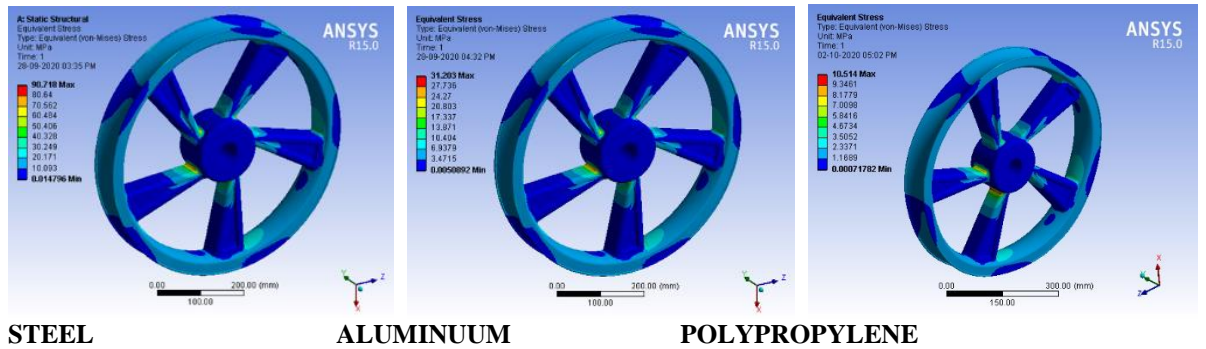 A: Static Structural
Equivalent Stress
Type: Equivalent (von-Mises) Stress
Unit: MPa
Time: 1
28-09-2020 03:35 PM
90.718 Max
80.64
70.562
60.484
50.406
40.328
30.249
20.171
10.093
0.014796 Min
ANSYS
R15.0
0.00
200.00 (mm)
100.00
Y
Z
X
Equivalent Stress
Type: Equivalent (von-Mises) Stress
Unit: MPa
Time: 1
29-09-2020 04:32 PM
31.203 Max
27.736
24.27
20.803
17.337
13.871
10.404
6.9379
3.4715
0.0050892 Min
ANSYS
R15.0
0.00
200.00 (mm)
100.00
Y
Z
X
Equivalent Stress
Type: Equivalent (von-Mises) Stress
Unit: MPa
Time: 1
02-10-2020 05:02 PM
10.514 Max
9.3461
8.1779
7.0098
5.8416
4.6734
3.5052
2.3371
1.1689
0.00071782 Min
ANSYS
R15.0
0.00
300.00 (mm)
150.00
X
Y
Z
STEEL ALUMINUUM POLYPROPYLENE